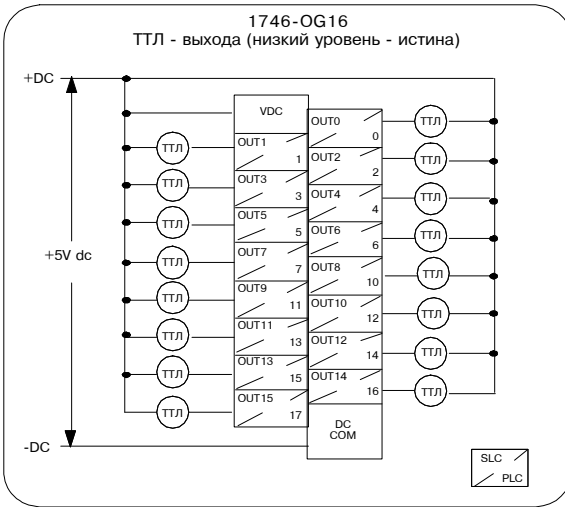 1746-OG16
ТТЛ - выхода (низкий уровень - истина)
+DC
VDC
OUT0
0
ТТЛ
ТТЛ
OUT1
1
OUT2
2
ТТЛ
ТТЛ
OUT3
3
OUT4
4
ТТЛ
ТТЛ
OUT5
5
OUT6
6
ТТЛ
+5V dc
ТТЛ
OUT7
7
OUT8
10
ТТЛ
ТТЛ
OUT9
11
OUT10
12
ТТЛ
ТТЛ
OUT11
13
OUT12
14
ТТЛ
ТТЛ
OUT13
15
OUT14
16
ТТЛ
ТТЛ
OUT15
17
DC
COM
-DC
SLC
PLC